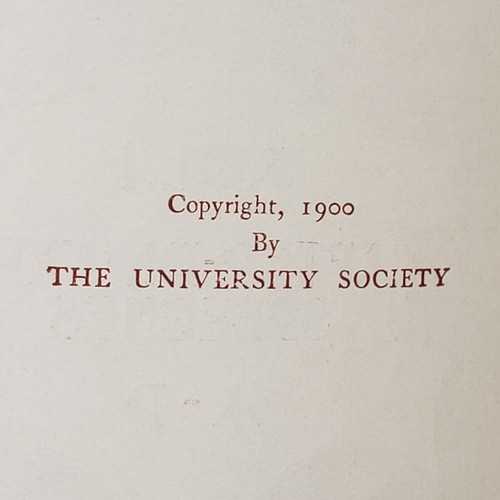 Copyright, 1900
By
THE UNIVERSITY SOCIETY